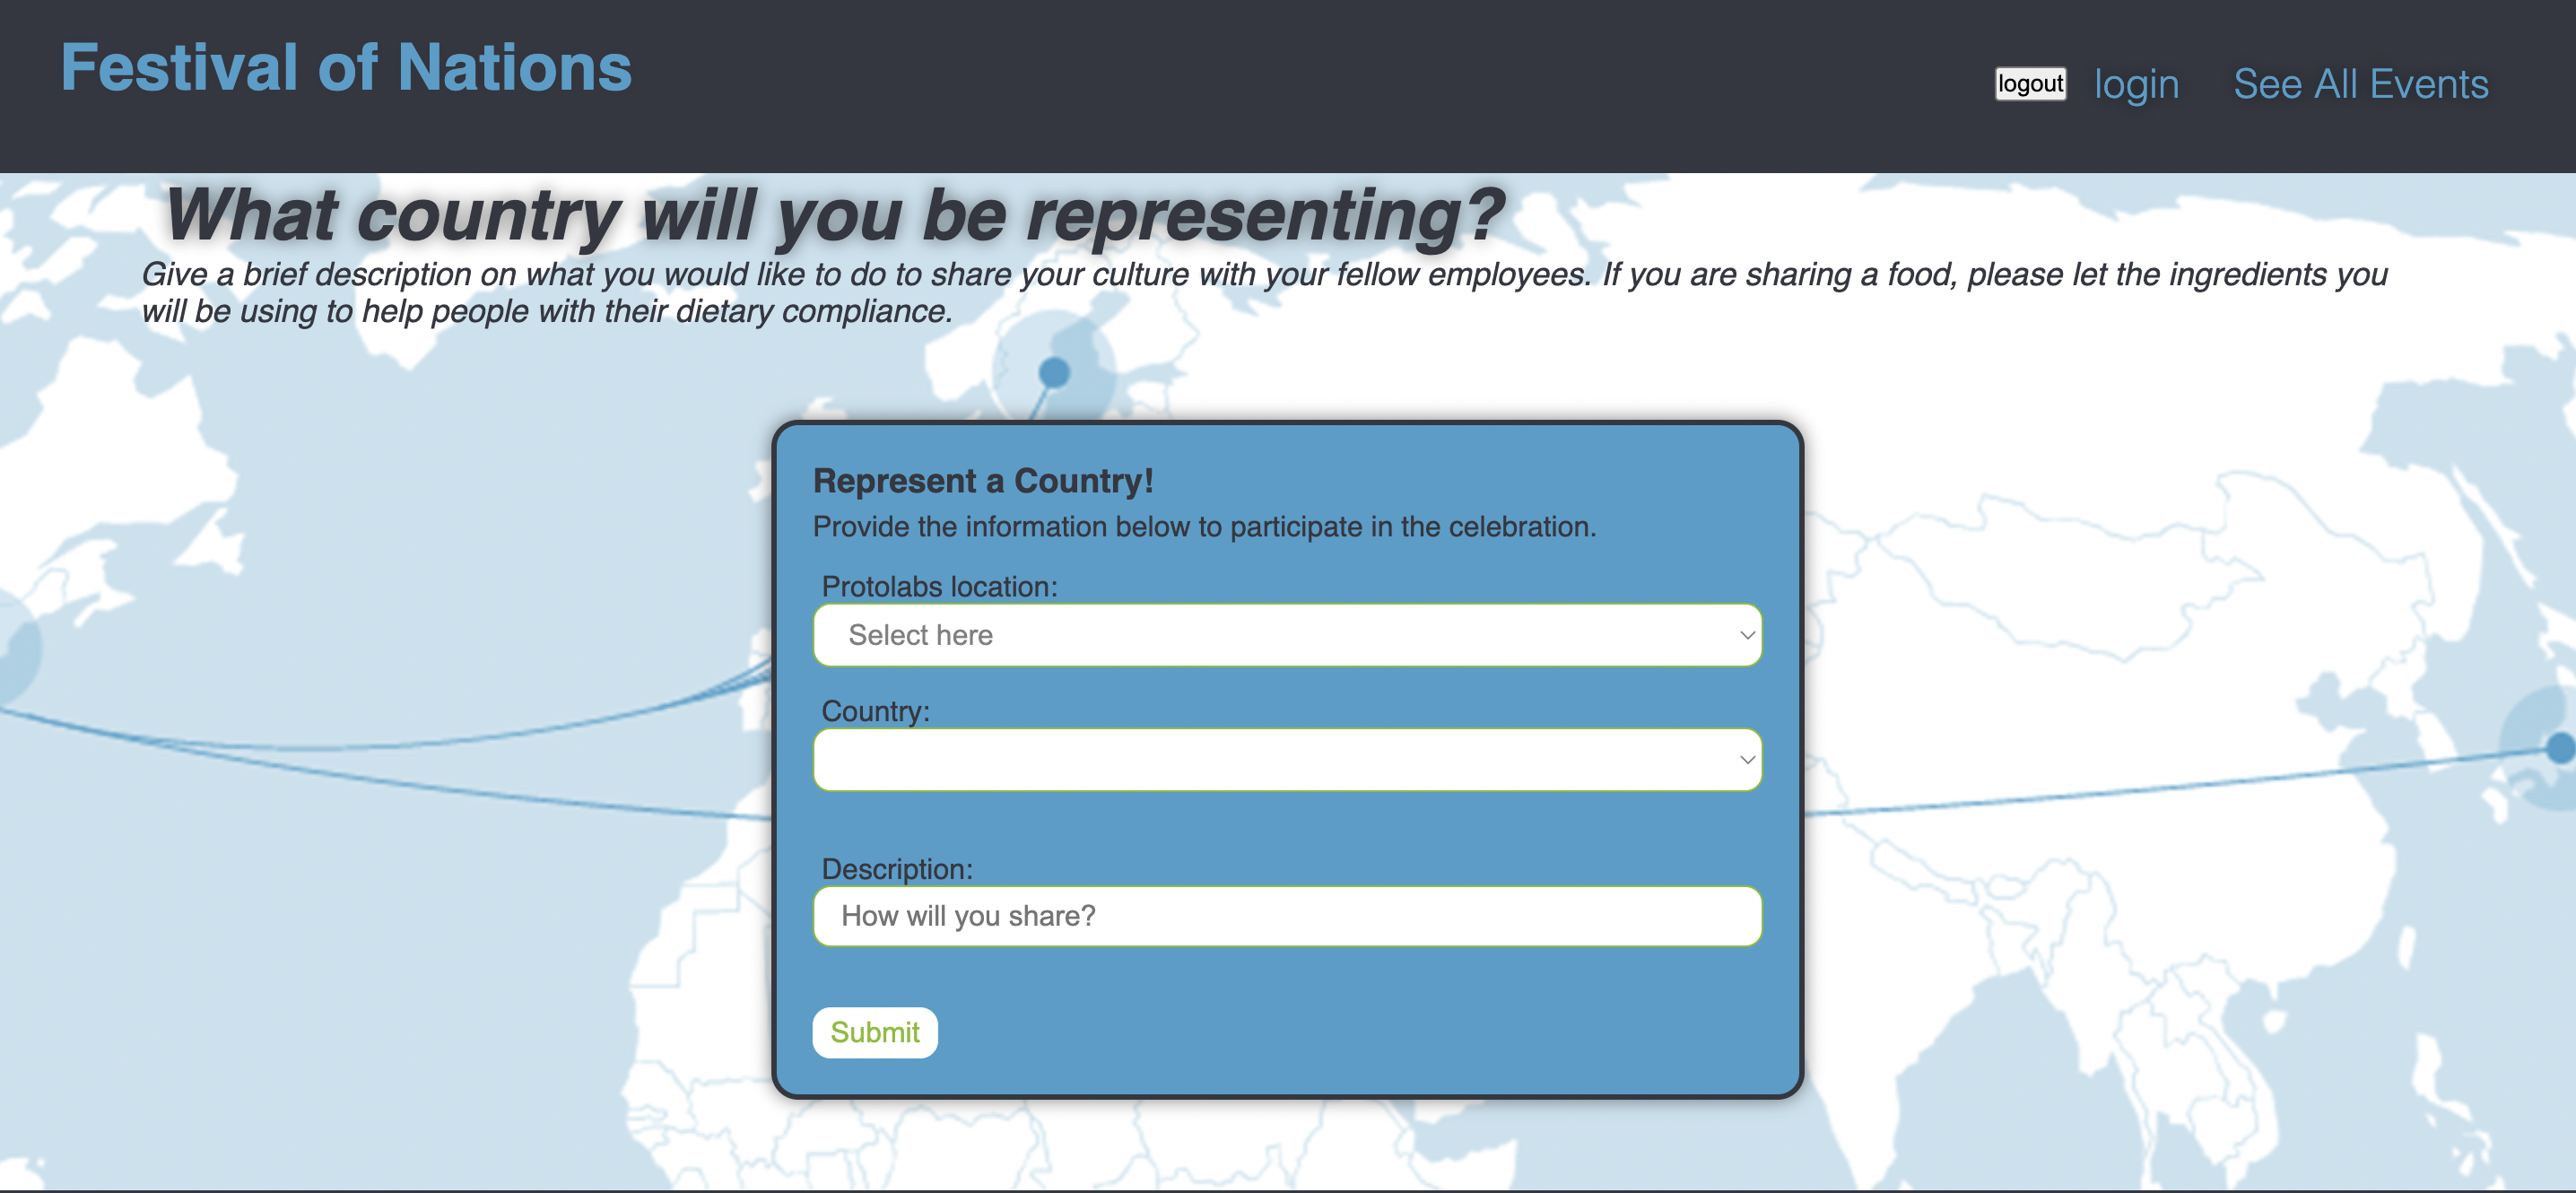 Festival of Nations
logout login See All Events
What country will you be representing?
Give a brief description on what you would like to do to share your culture with your fellow employees. If you are sharing a food, please let the ingredients you
will be using to help people with their dietary compliance.
Represent a Country!
Provide the information below to participate in the celebration.
Protolabs location:
Select here
Country:
Description:
How will you share?
Submit